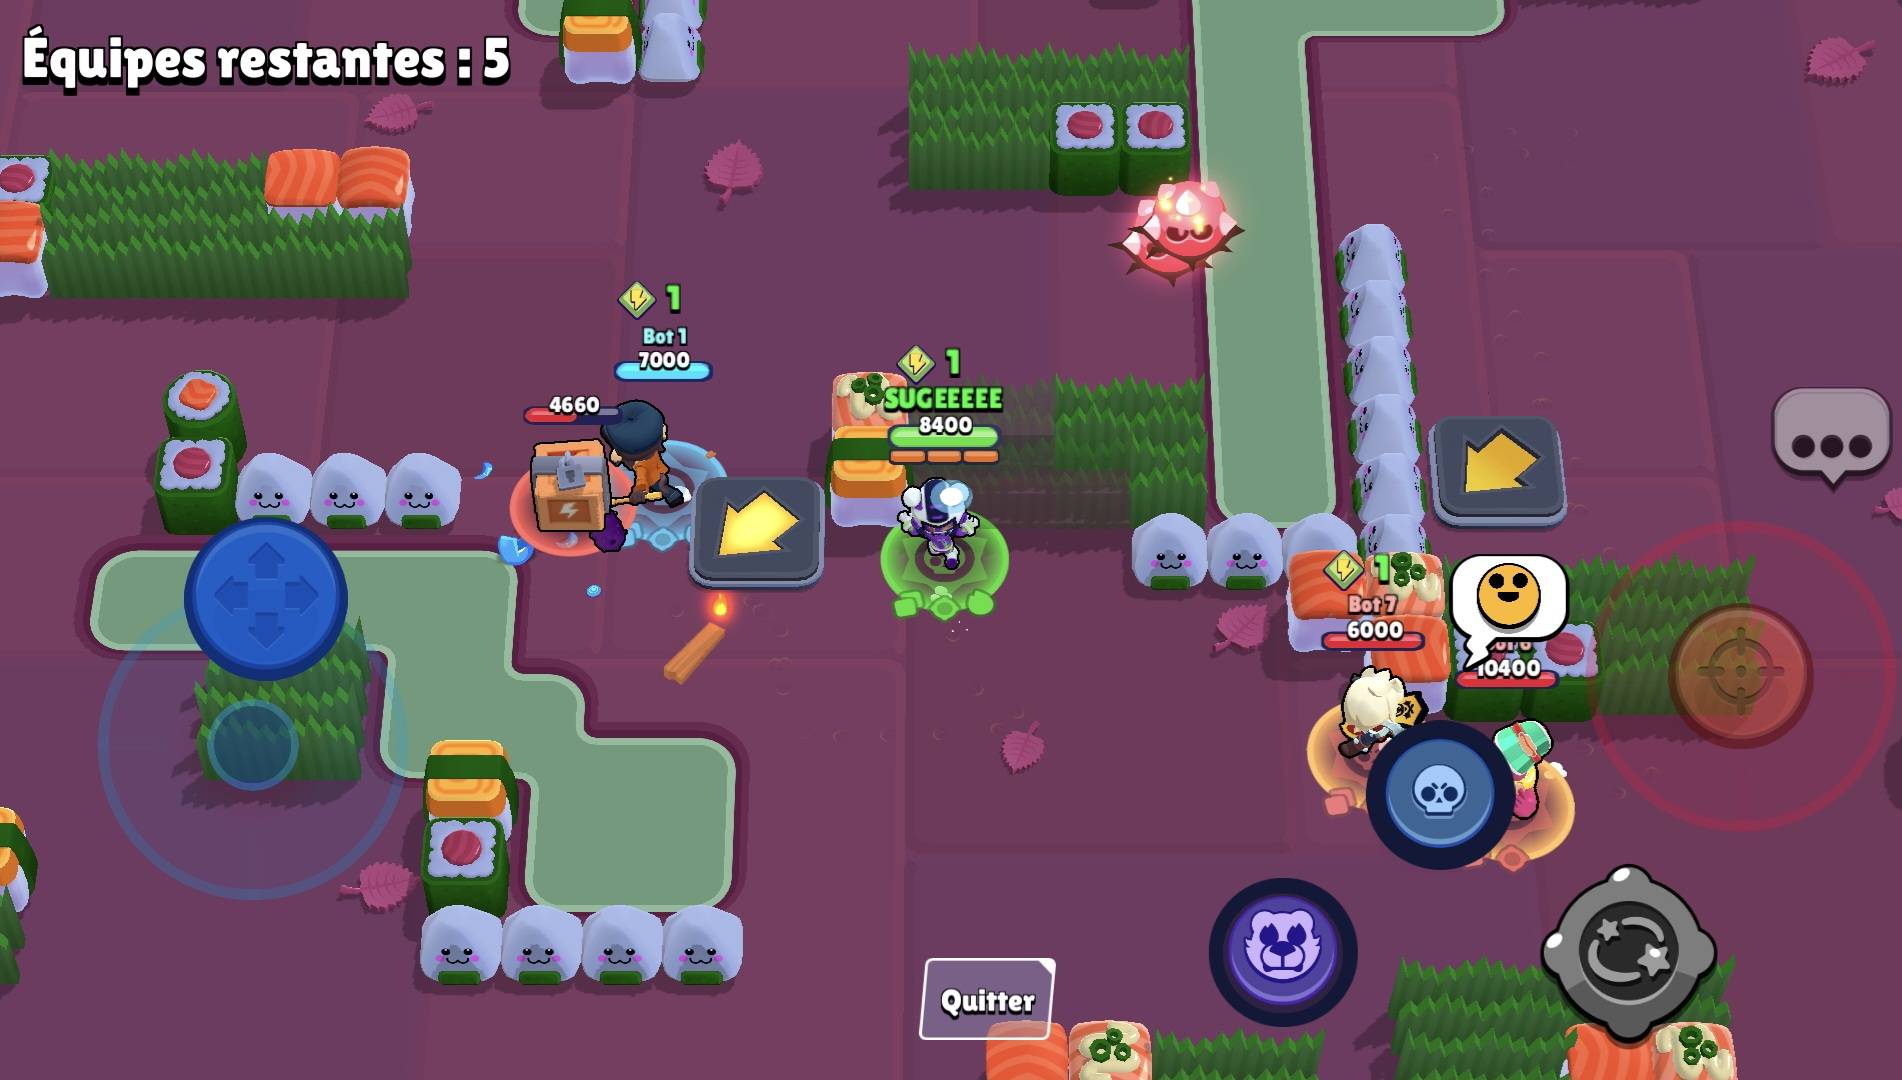 Équipes restantes : 5
1
Bot 1
7000
4660
1
SUGEEEEE
8400
1
Bot 7
6000
10400
Quitter